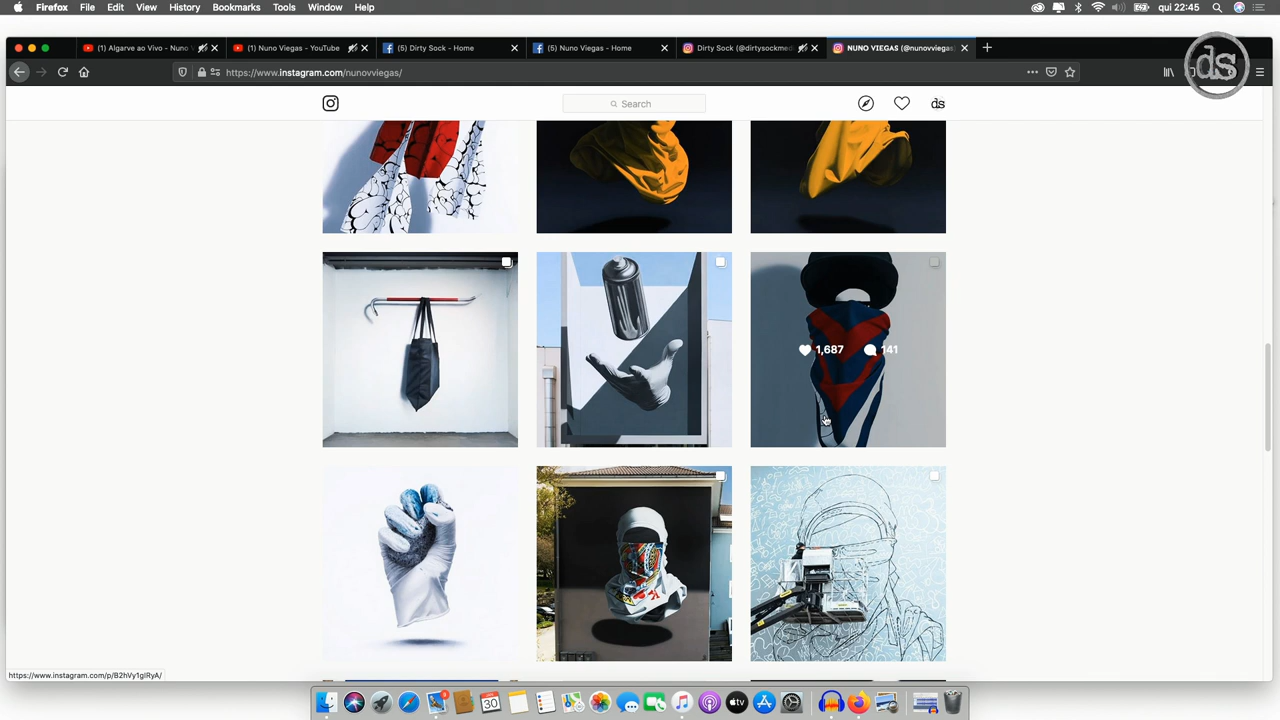 Firefox File Edit View History Bookmarks Tools Window Help
qui 22:45
(1) Algarve ao Vivo - Nuno V
(1) Nuno Viegas - YouTube
(5) Dirty Sock - Home
(5) Nuno Viegas - Home
Dirty Sock (@dirtysockmed
NUNO VIEGAS (@nunovviegas
ds
https://www.instagram.com/nunovviegas/
Search
ds
1,687 141
https://www.instagram.com/p/B2hVy1gIRyA/
30
tv